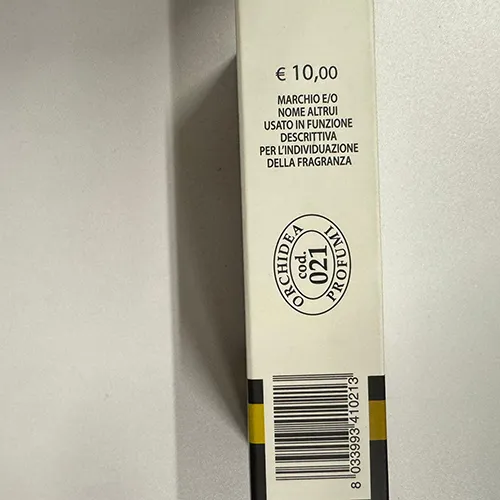 € 10,00
MARCHIO E/O
NOME ALTRUI
USATO IN FUNZIONE
DESCRITTIVA
PER L'INDIVIDUAZIONE
DELLA FRAGRANZA
ORCHIDEA
cod.
021
PROFUMI
8 033993 410213